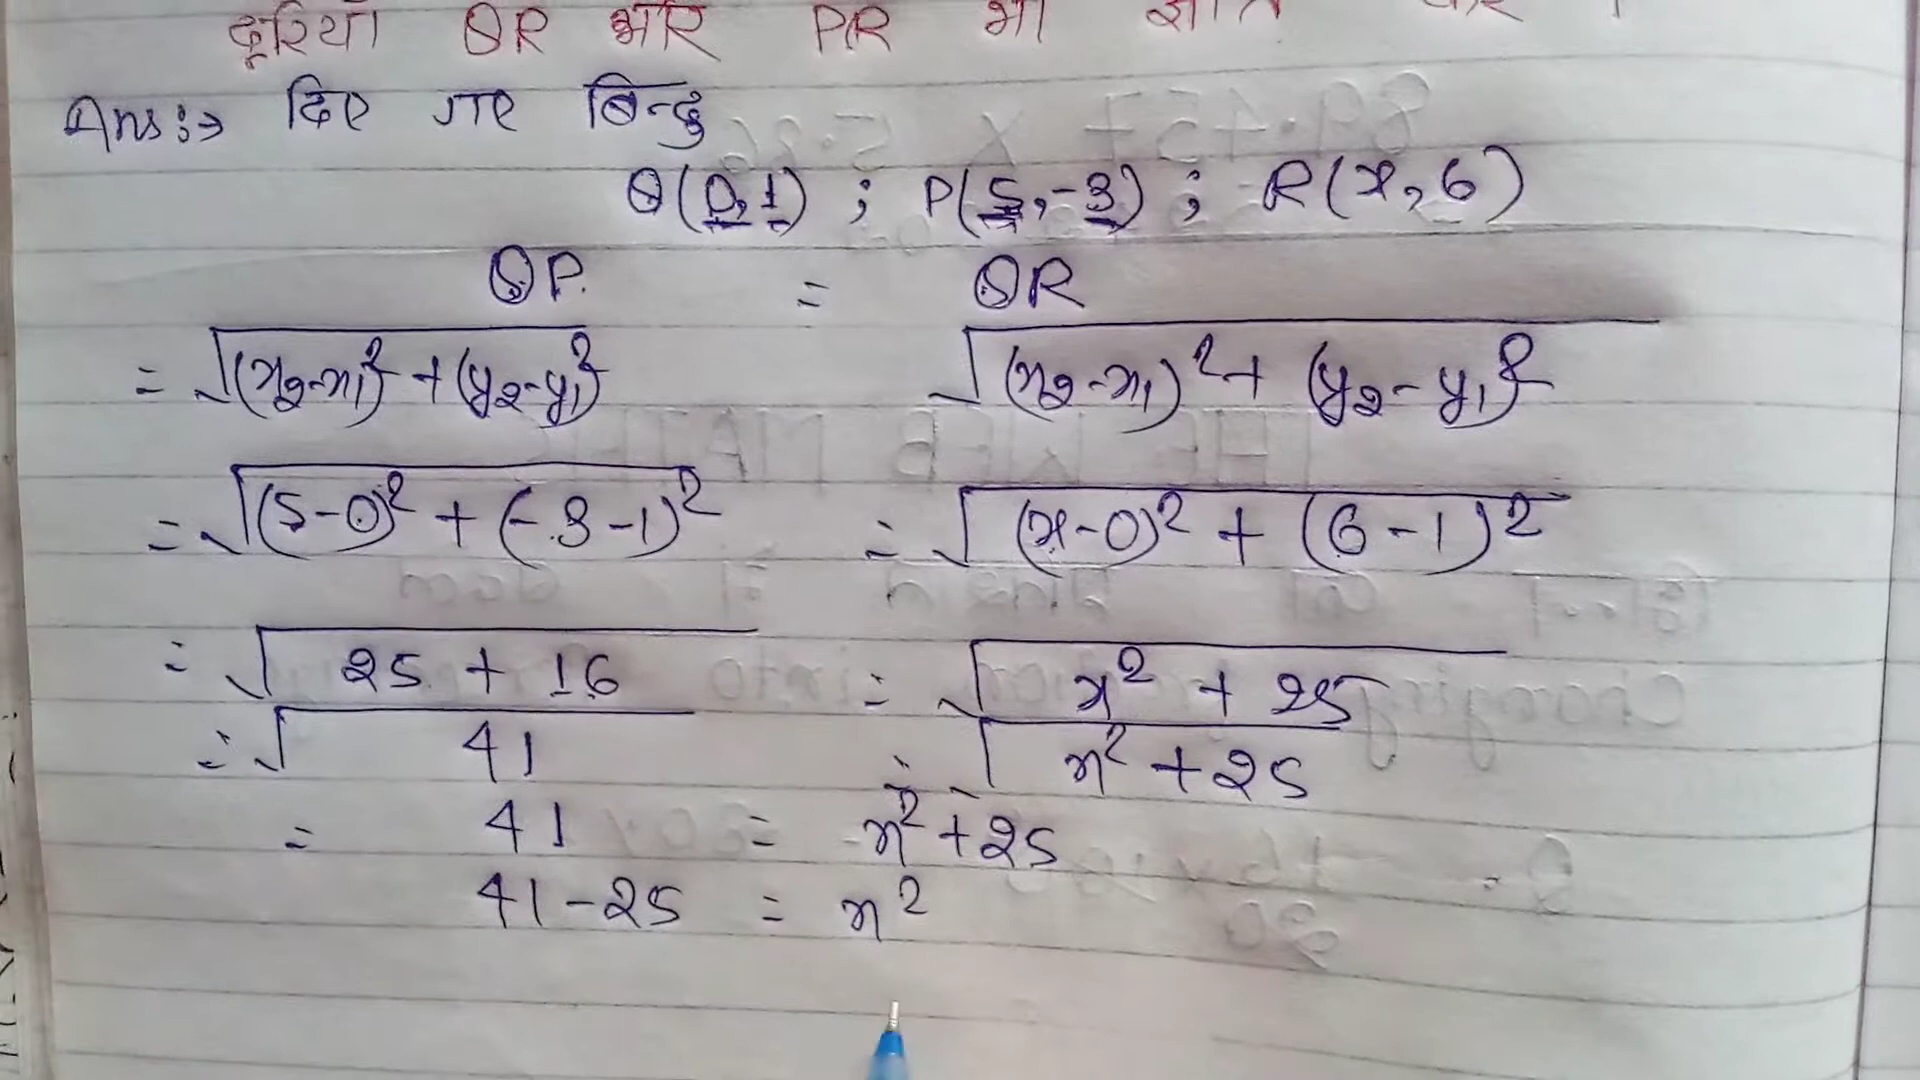 दूरियाँ QR और PR भी ज्ञात करें ।
Ans:→ दिए गए बिन्दु
Q(0,1) ; P(5,-3) ; R(x,6)
QP = QR
= √(x₂-x₁)² + (y₂-y₁)² √(x₂-x₁)² + (y₂-y₁)²
= √(5-0)² + (-3-1)² = √(x-0)² + (6-1)²
= √25 + 16 = √x² + 25
= √41 = √x² + 25
= 41 = x² + 25
41-25 = x²